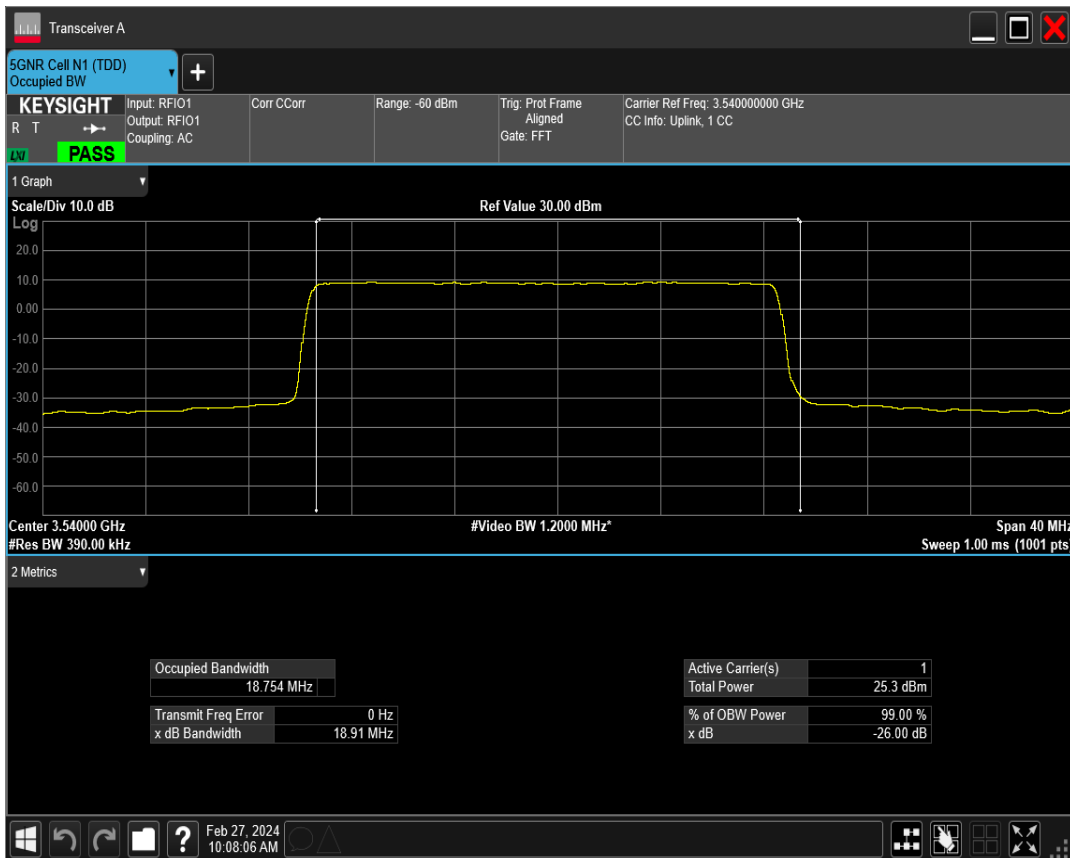 Transceiver A
5GNR Cell N1 (TDD)
Occupied BW
+
KEYSIGHT
R T
LXI
PASS
Input: RFIO1
Output: RFIO1
Coupling: AC
Corr CCorr
Range: -60 dBm
Trig: Prot Frame
Aligned
Gate: FFT
Carrier Ref Freq: 3.540000000 GHz
CC Info: Uplink, 1 CC
1 Graph
Scale/Div 10.0 dB
Ref Value 30.00 dBm
Log
20.0
10.0
0.00
-10.0
-20.0
-30.0
-40.0
-50.0
-60.0
Center 3.54000 GHz
#Video BW 1.2000 MHz*
Span 40 MHz
#Res BW 390.00 kHz
Sweep 1.00 ms (1001 pts)
2 Metrics
Occupied Bandwidth
18.754 MHz
Transmit Freq Error 0 Hz
x dB Bandwidth 18.91 MHz
Active Carrier(s) 1
Total Power 25.3 dBm
% of OBW Power 99.00 %
x dB -26.00 dB
?
Feb 27, 2024
10:08:06 AM